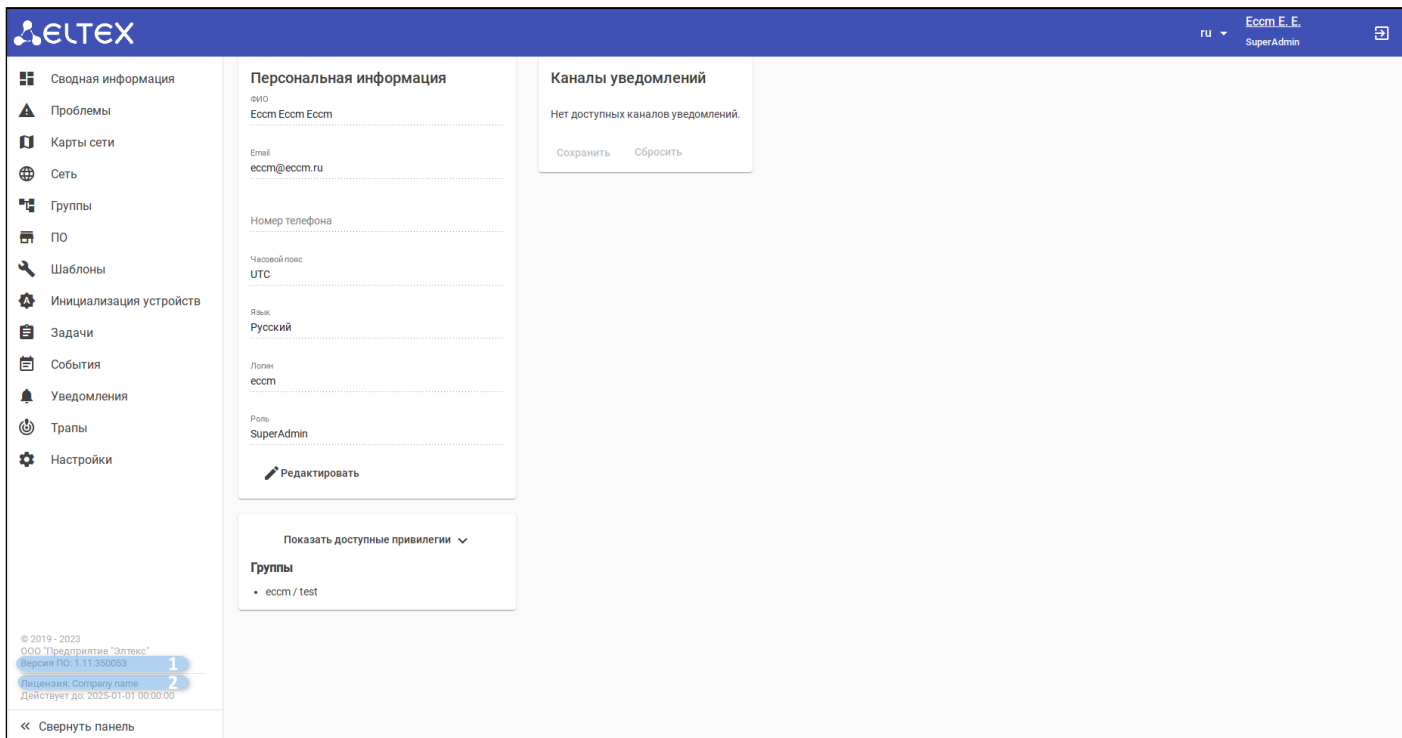 ELTEX
ru
Eccm E. E.
SuperAdmin
Сводная информация
Проблемы
Карты сети
Сеть
Группы
ПО
Шаблоны
Инициализация устройств
Задачи
События
Уведомления
Трапы
Настройки
© 2019 - 2023
ООО "Предприятие "Элтекс"
Версия ПО: 1.11.350053 1
Лицензия: Company name 2
Действует до: 2025-01-01 00:00:00
Свернуть панель
Персональная информация
ФИО
Eccm Eccm Eccm
Email
eccm@eccm.ru
Номер телефона
Часовой пояс
UTC
Язык
Русский
Логин
eccm
Роль
SuperAdmin
Редактировать
Показать доступные привилегии
Группы
• eccm / test
Каналы уведомлений
Нет доступных каналов уведомлений.
Сохранить Сбросить